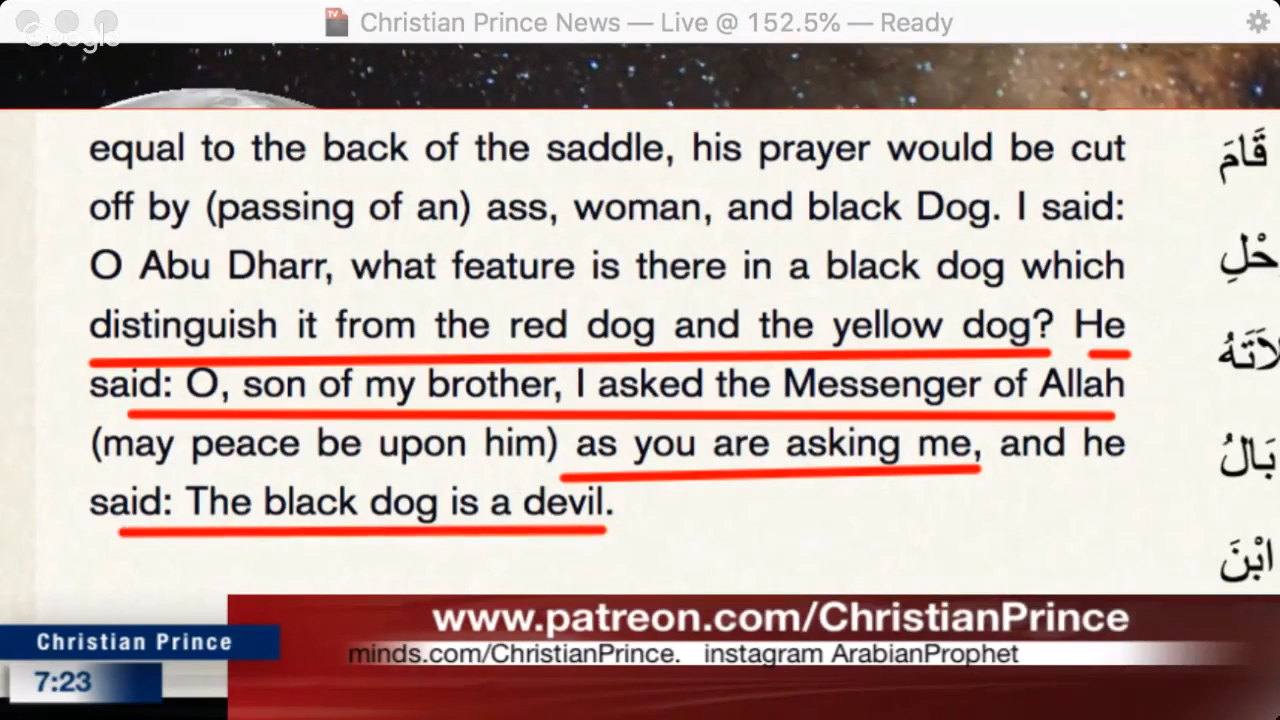 Christian Prince News — Live @ 152.5% — Ready
Google
equal to the back of the saddle, his prayer would be cut
قَامَ
off by (passing of an) ass, woman, and black Dog. I said:
O Abu Dharr, what feature is there in a black dog which
حْلِ
distinguish it from the red dog and the yellow dog? He
said: O, son of my brother, I asked the Messenger of Allah
(may peace be upon him) as you are asking me, and he
بَالُ
said: The black dog is a devil.
ابْنَ
www.patreon.com/ChristianPrince
Christian Prince
minds.com/ChristianPrince. instagram ArabianProphet
7:23